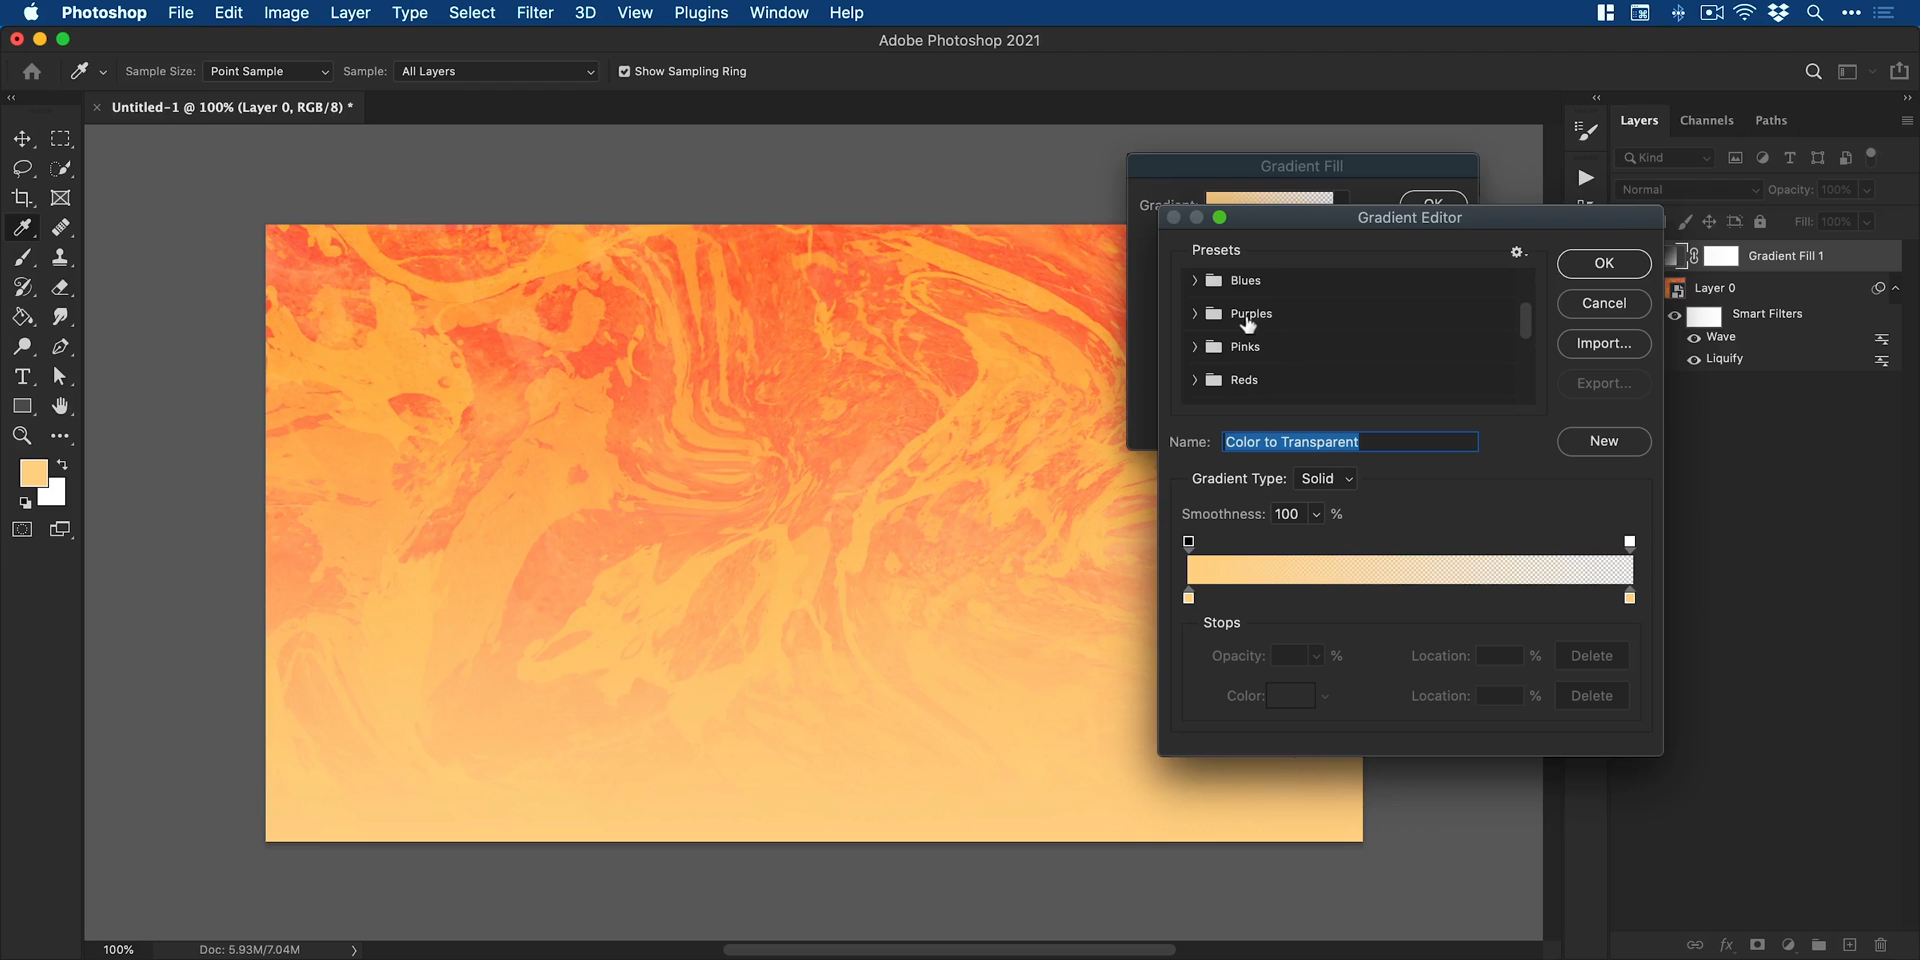 Photoshop File Edit Image Layer Type Select Filter 3D View Plugins Window Help
Adobe Photoshop 2021
Sample Size: Point Sample Sample: All Layers Show Sampling Ring
Untitled-1 @ 100% (Layer 0, RGB/8) *
Layers Channels Paths
Kind
Normal Opacity: 100%
Fill: 100%
Gradient Fill 1
Layer 0
Smart Filters
Wave
Liquify
Gradient Fill
Gradient: OK
Gradient Editor
Presets
Blues
Purples
Pinks
Reds
OK
Cancel
Import...
Export...
Name: Color to Transparent New
Gradient Type: Solid
Smoothness: 100 %
Stops
Opacity: % Location: % Delete
Color: Location: % Delete
100% Doc: 5.93M/7.04M